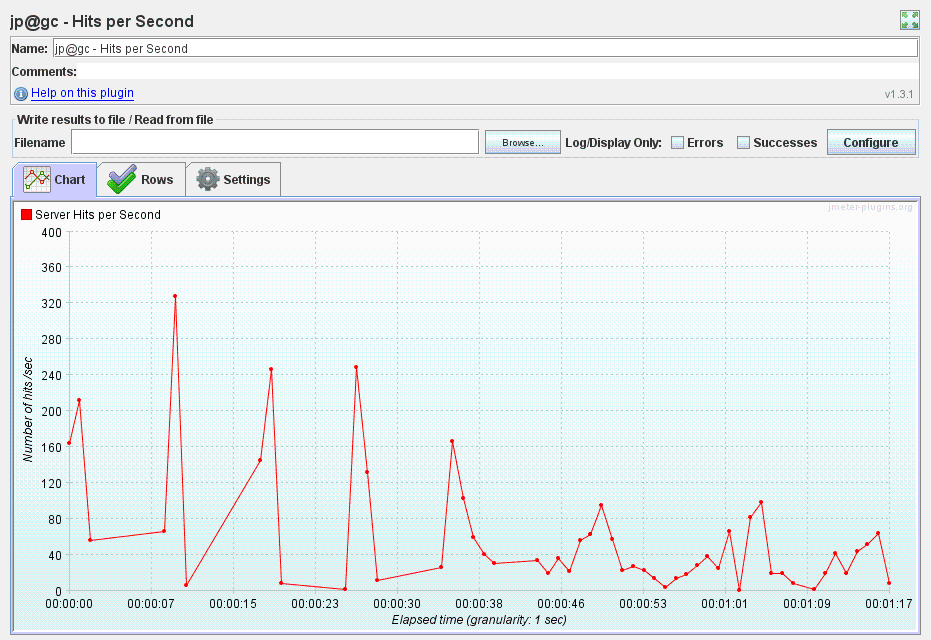 jp@gc - Hits per Second
Name: jp@gc - Hits per Second
Comments:
Help on this plugin
v1.3.1
Write results to file / Read from file
Filename Browse... Log/Display Only: Errors Successes Configure
Chart Rows Settings
jmeter-plugins.org
Server Hits per Second
400
360
320
280
240
200
160
120
80
40
0
Number of hits /sec
00:00:00 00:00:07 00:00:15 00:00:23 00:00:30 00:00:38 00:00:46 00:00:53 00:01:01 00:01:09 00:01:17
Elapsed time (granularity: 1 sec)